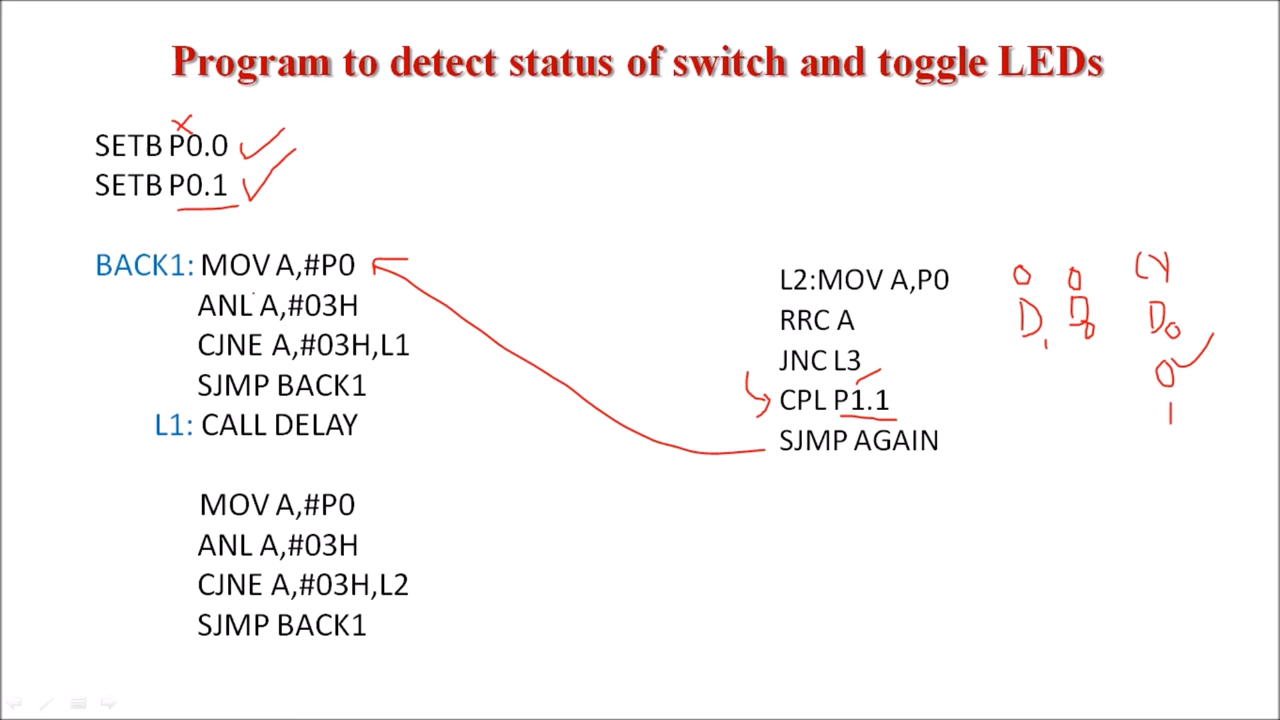 Program to detect status of switch and toggle LEDs
x
SETB P0.0
SETB P0.1
BACK1: MOV A,#P0
ANL A,#03H
CJNE A,#03H,L1
SJMP BACK1
L1: CALL DELAY
MOV A,#P0
ANL A,#03H
CJNE A,#03H,L2
SJMP BACK1
L2:MOV A,P0
RRC A
JNC L3
CPL P1.1
SJMP AGAIN
0 0 CY
D1 D0 D0
0
1